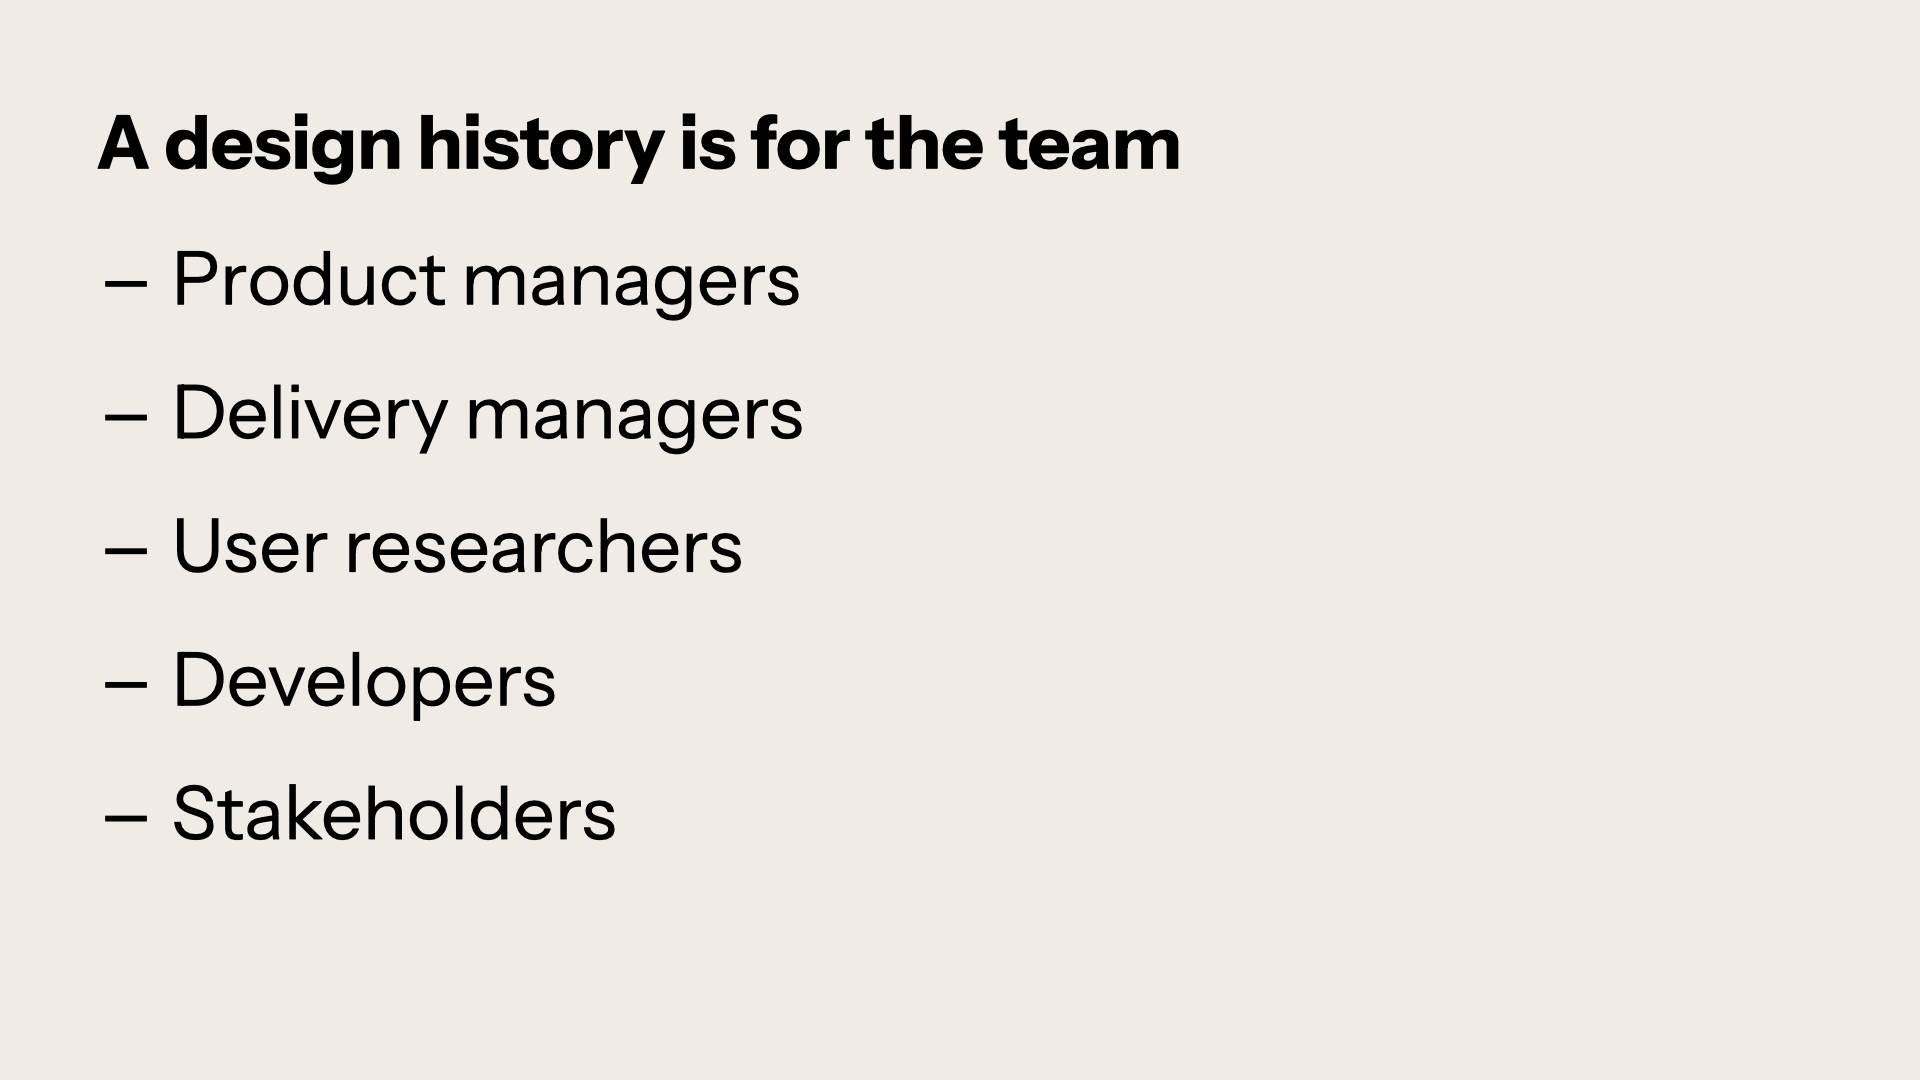 A design history is for the team
– Product managers
– Delivery managers
– User researchers
– Developers
– Stakeholders